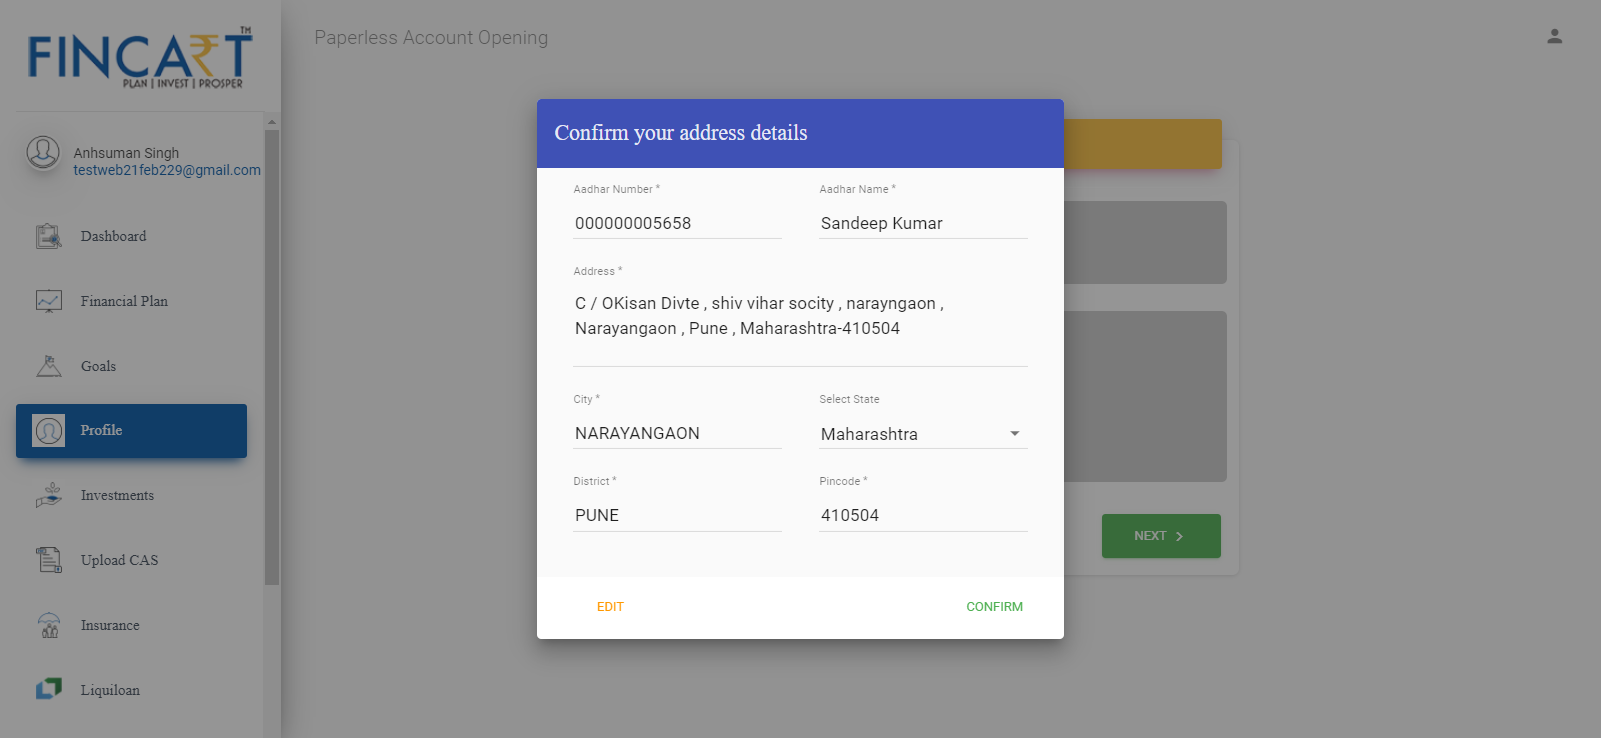 FINCART™
PLAN | INVEST | PROSPER
Paperless Account Opening
Anhsuman Singh
testweb21feb229@gmail.com
Dashboard
Financial Plan
Goals
Profile
Investments
Upload CAS
Insurance
Liquiloan
Confirm your address details
Aadhar Number * Aadhar Name *
000000005658 Sandeep Kumar
Address *
C / OKisan Divte , shiv vihar socity , narayngaon ,
Narayangaon , Pune , Maharashtra-410504
City * Select State
NARAYANGAON Maharashtra
District * Pincode *
PUNE 410504
EDIT CONFIRM
NEXT